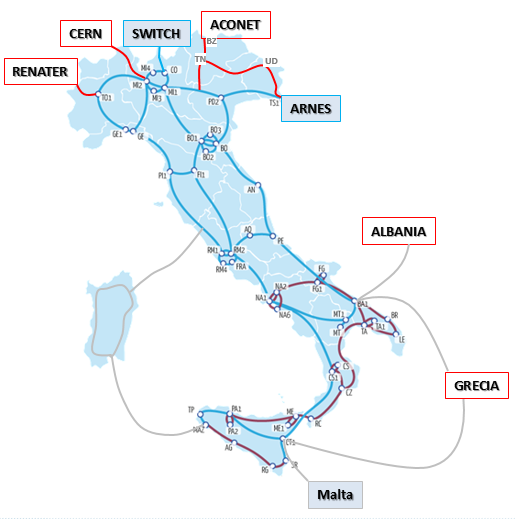 ACONET
CERN
SWITCH
BZ
RENATER
TN
UD
MI4
CO
MI2
MI1
MI3
TO1
PD2
TS1
ARNES
GE1
GE
BO3
BO1
BO
BO2
PI1
FI1
AN
AQ
PE
ALBANIA
RM1
RM2
RM4
FRA
FG
FG1
NA2
NA1
NA6
BA1
MT1
BR
MT
TA
TA1
LE
CS
CS1
CZ
GRECIA
TP
PA1
ME
MAZ
PA2
ME1
RC
AG
CT1
RG
SR
Malta